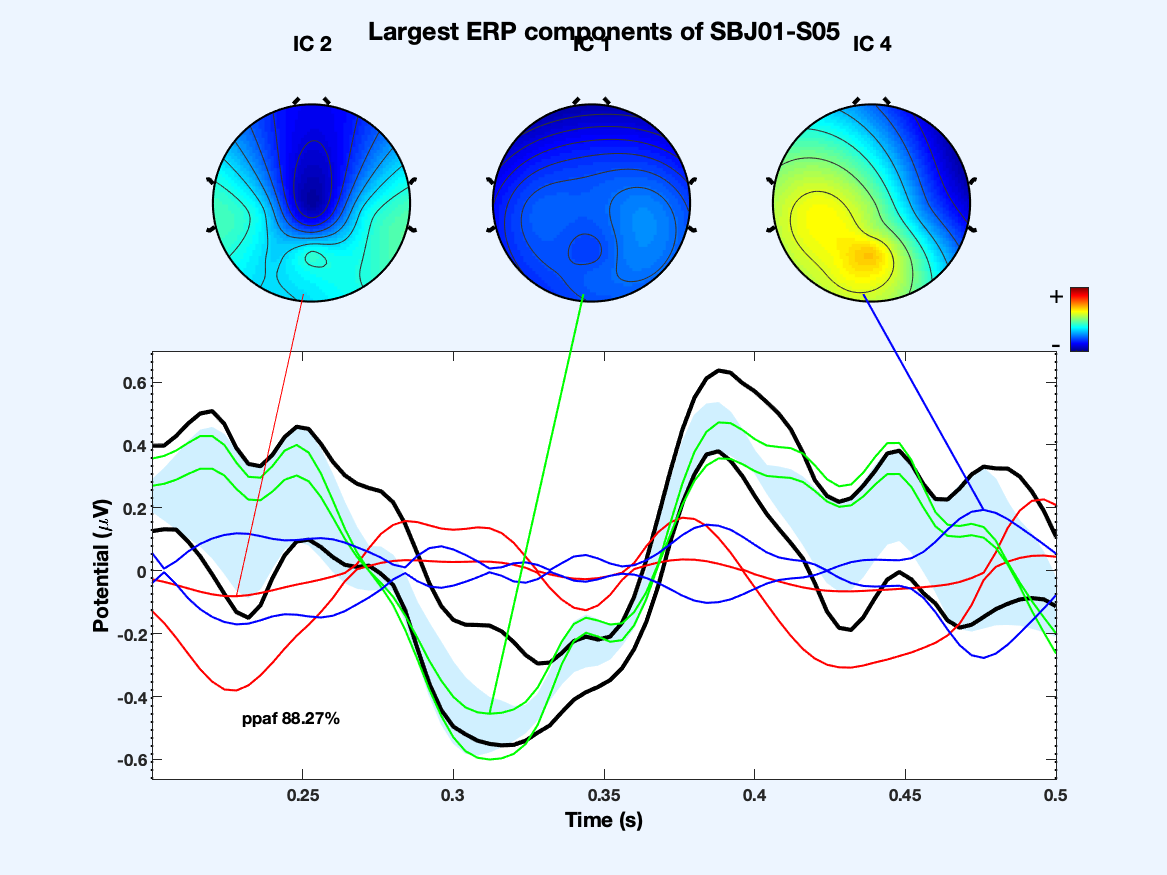 Largest ERP components of SBJ01-S05
IC 2
IC 1
IC 4
+
-
0.6
0.4
0.2
0
-0.2
-0.4
-0.6
Potential (μV)
ppaf 88.27%
0.25
0.3
0.35
0.4
0.45
0.5
Time (s)